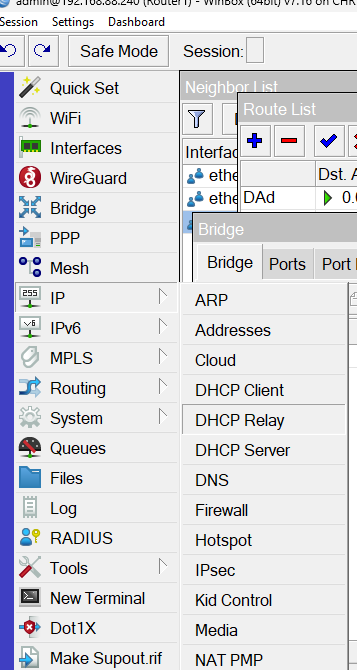 admin@192.168.88.240 (Router1) - WinBox (64bit) v7.16 on CHR
Session Settings Dashboard
Safe Mode Session:
Quick Set
WiFi
Interfaces
WireGuard
Bridge
PPP
Mesh
IP
IPv6
MPLS
Routing
System
Queues
Files
Log
RADIUS
Tools
New Terminal
Dot1X
Make Supout.rif
Neighbor List
Interfac
ethe
ethe
Route List
Dst. A
DAd 0.0
Bridge
Bridge Ports Port
ARP
Addresses
Cloud
DHCP Client
DHCP Relay
DHCP Server
DNS
Firewall
Hotspot
IPsec
Kid Control
Media
NAT PMP